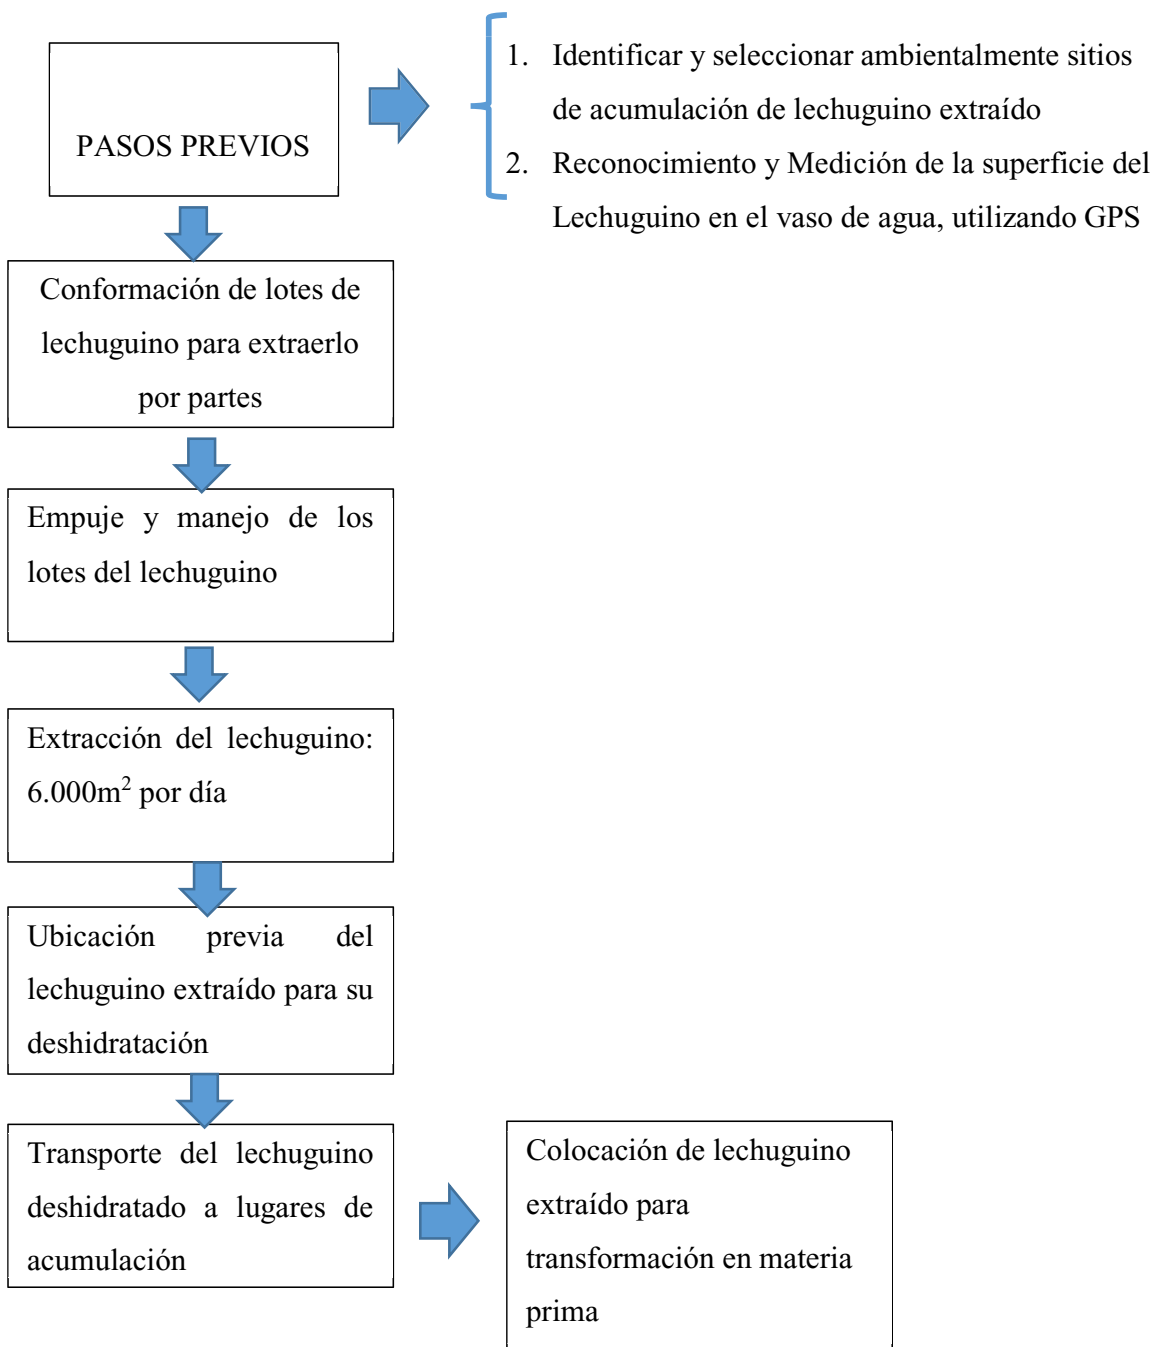 PASOS PREVIOS
1. Identificar y seleccionar ambientalmente sitios
de acumulación de lechuguino extraído
2. Reconocimiento y Medición de la superficie del
Lechuguino en el vaso de agua, utilizando GPS
Conformación de lotes de
lechuguino para extraerlo
por partes
Empuje y manejo de los
lotes del lechuguino
Extracción del lechuguino:
6.000m² por día
Ubicación previa del
lechuguino extraído para su
deshidratación
Transporte del lechuguino
deshidratado a lugares de
acumulación
Colocación de lechuguino
extraído para
transformación en materia
prima